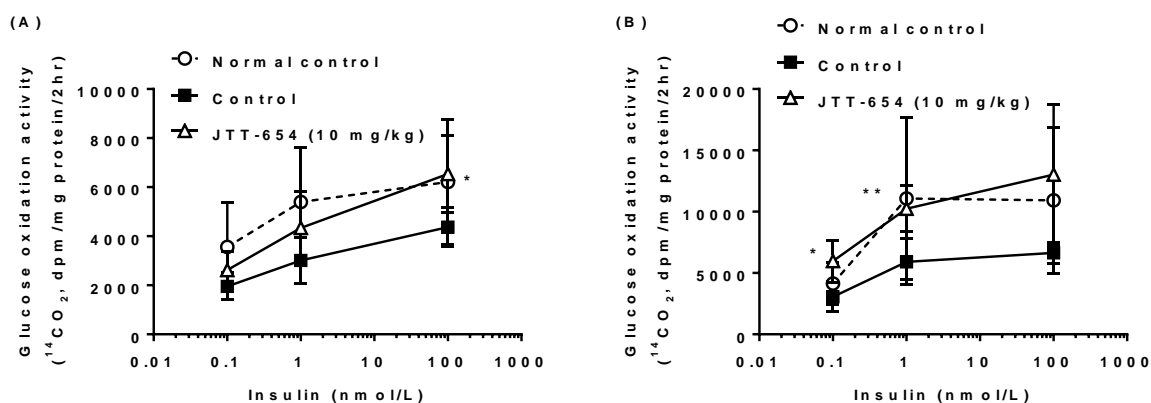 (A)
Normal control
Control
JTT-654 (10 mg/kg)
Glucose oxidation activity
(¹⁴CO₂, dpm/mg protein/2hr)
10000
8000
6000
4000
2000
0
*
0.01 0.1 1 10 100 1000
Insulin (nmol/L)
(B)
Normal control
Control
JTT-654 (10 mg/kg)
Glucose oxidation activity
(¹⁴CO₂, dpm/mg protein/2hr)
20000
15000
10000
5000
0
**
*
0.01 0.1 1 10 100 1000
Insulin (nmol/L)